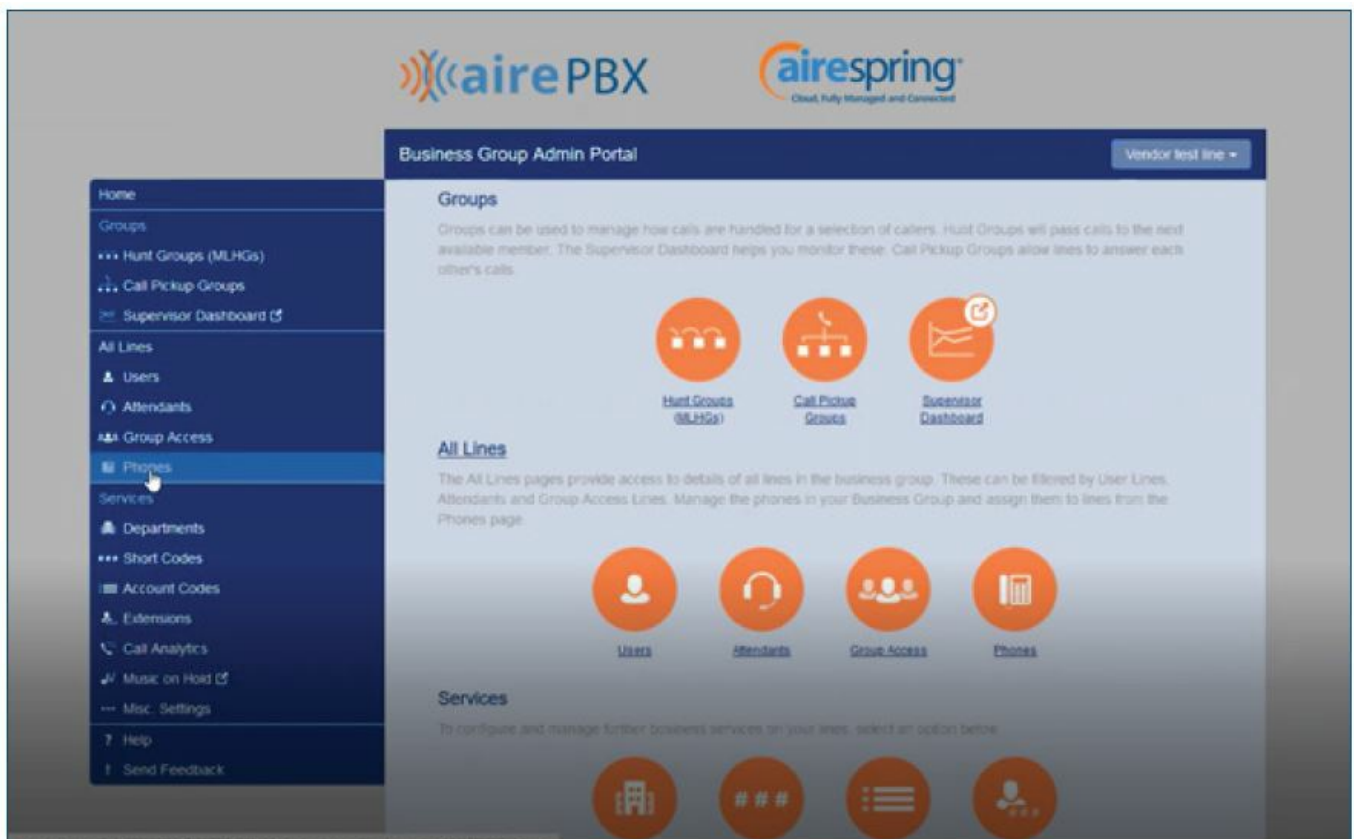 airePBX
airespring
Cloud, Fully Managed and Connected
Business Group Admin Portal
Vendor test line
Home
Groups
Hunt Groups (MLHGs)
Call Pickup Groups
Supervisor Dashboard
All Lines
Users
Attendants
Group Access
Phones
Services
Departments
Short Codes
Account Codes
Extensions
Call Analytics
Music on Hold
Misc. Settings
? Help
! Send Feedback
Groups
Groups can be used to manage how calls are handled for a selection of callers. Hunt Groups will pass calls to the next
available member. The Supervisor Dashboard helps you monitor these. Call Pickup Groups allow lines to answer each
other's calls.
Hunt Groups
(MLHGs)
Call Pickup
Groups
Supervisor
Dashboard
All Lines
The All Lines pages provide access to details of all lines in the business group. These can be filtered by User Lines,
Attendants and Group Access Lines. Manage the phones in your Business Group and assign them to lines from the
Phones page.
Users
Attendants
Group Access
Phones
Services
To configure and manage further business services on your lines, select an option below.
###
###